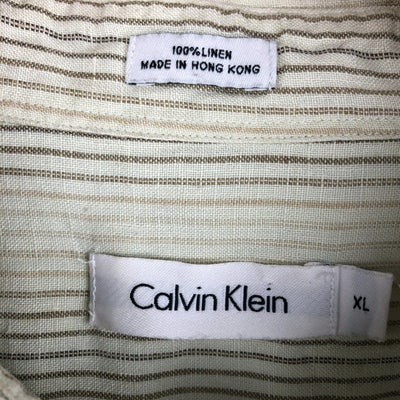 100% LINEN
MADE IN HONG KONG
Calvin Klein
XL